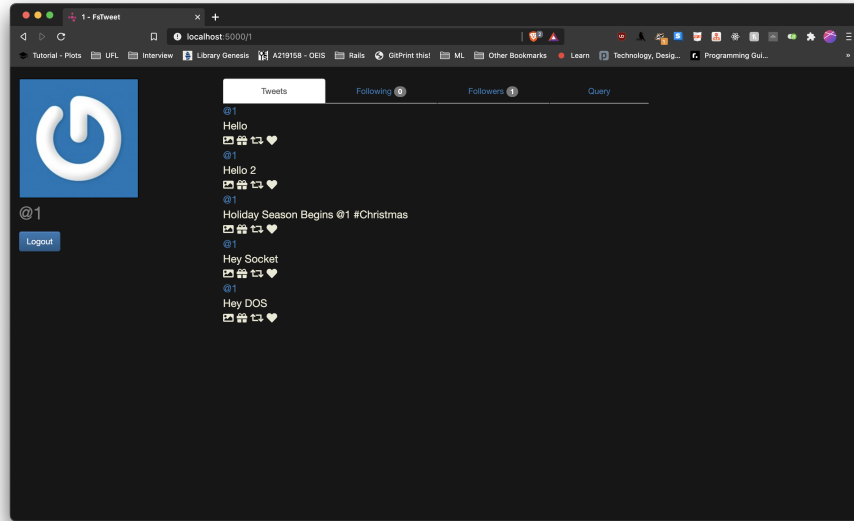 1 - FsTweet
localhost:5000/1
Tutorial - Plots UFL Interview Library Genesis A219158 - OEIS Rails GitPrint this! ML Other Bookmarks Learn Technology, Desig... Programming Gui... »
Tweets Following 0 Followers 1 Query
@1
Hello
@1
Hello 2
@1
Holiday Season Begins @1 #Christmas
@1
Hey Socket
@1
Hey DOS
@1
Logout